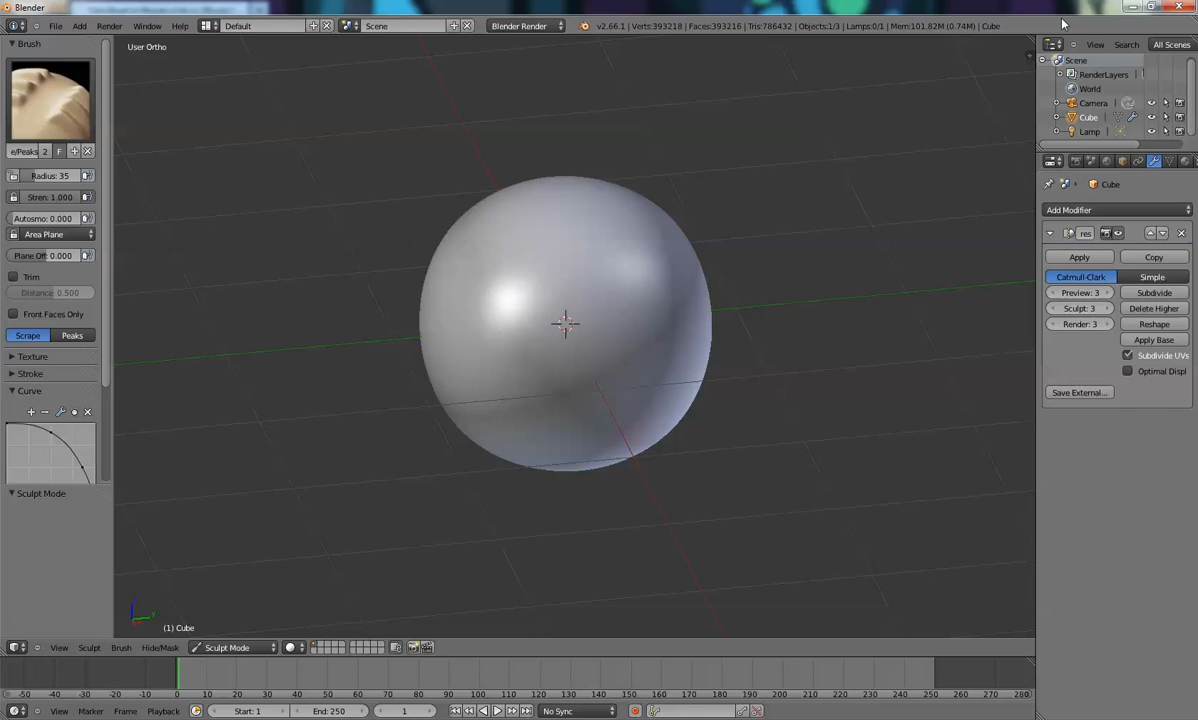 Blender
File Add Render Window Help Default Scene Blender Render v2.66.1 | Verts:393218 | Faces:393216 | Tris:786432 | Objects:1/3 | Lamps:0/1 | Mem:101.82M (0.74M) | Cube
View Search All Scenes
Brush
User Ortho
Scene
RenderLayers
World
Camera
Cube
Lamp
e/Peaks 2 F
Radius: 35
Stren: 1.000
Autosmo: 0.000
Area Plane
Plane Off: 0.000
Trim
Distance: 0.500
Front Faces Only
Scrape Peaks
Texture
Stroke
Curve
Sculpt Mode
Cube
Add Modifier
res
Apply Copy
Catmull-Clark Simple
Preview: 3 Subdivide
Sculpt: 3 Delete Higher
Render: 3 Reshape
Apply Base
Subdivide UVs
Optimal Displ
Save External...
y
(1) Cube
View Sculpt Brush Hide/Mask Sculpt Mode
-50 -40 -30 -20 -10 0 10 20 30 40 50 60 70 80 90 100 110 120 130 140 150 160 170 180 190 200 210 220 230 240 250 260 270 280
View Marker Frame Playback Start: 1 End: 250 1 No Sync